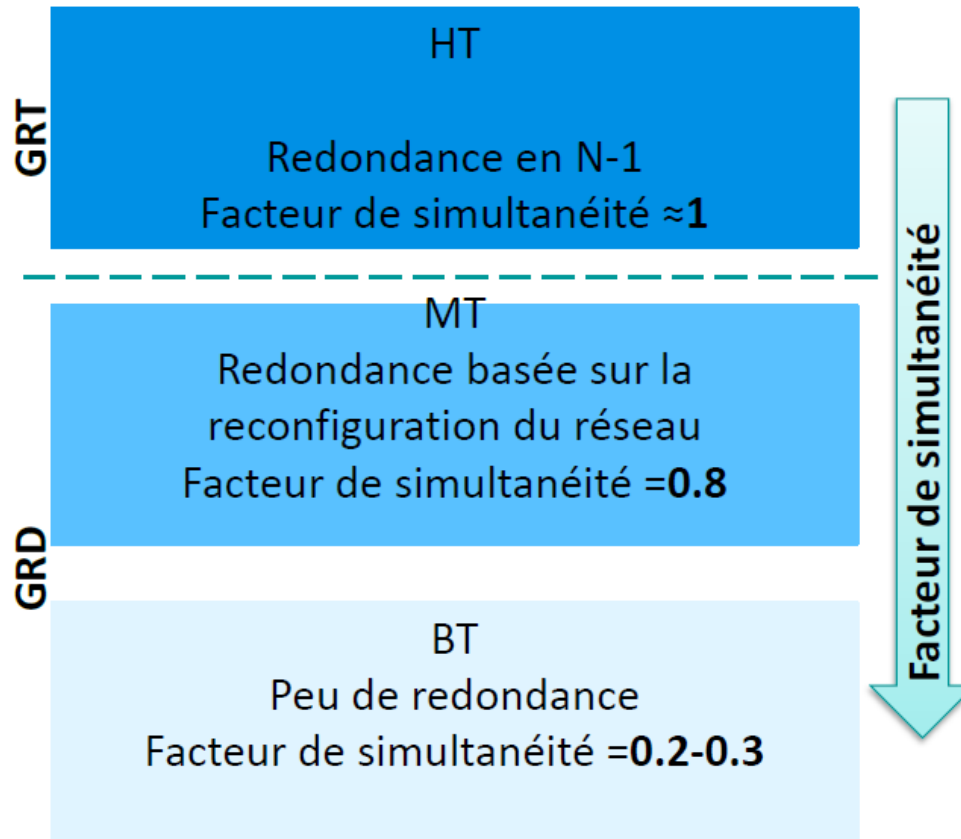 GRT
HT
Redondance en N-1
Facteur de simultanéité ≈1
GRD
MT
Redondance basée sur la
reconfiguration du réseau
Facteur de simultanéité =0.8
BT
Peu de redondance
Facteur de simultanéité =0.2-0.3
Facteur de simultanéité